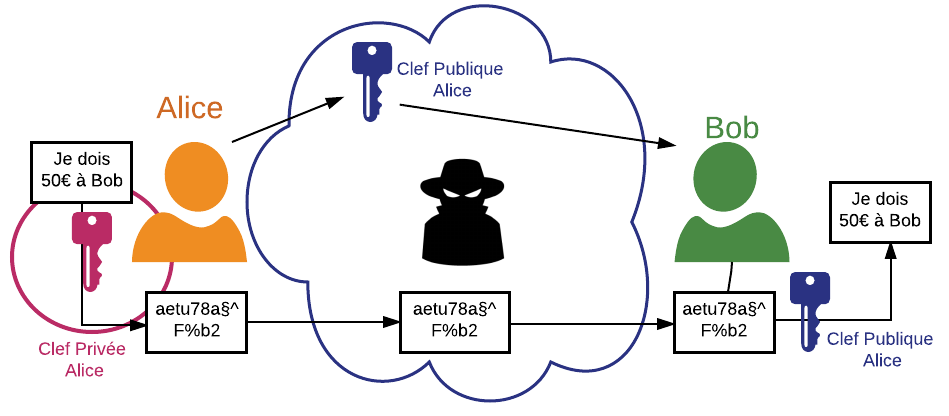 Clef Publique
Alice
Alice
Bob
Je dois
50€ à Bob
Je dois
50€ à Bob
aetu78a§^
F%b2
aetu78a§^
F%b2
aetu78a§^
F%b2
Clef Privée
Alice
Clef Publique
Alice